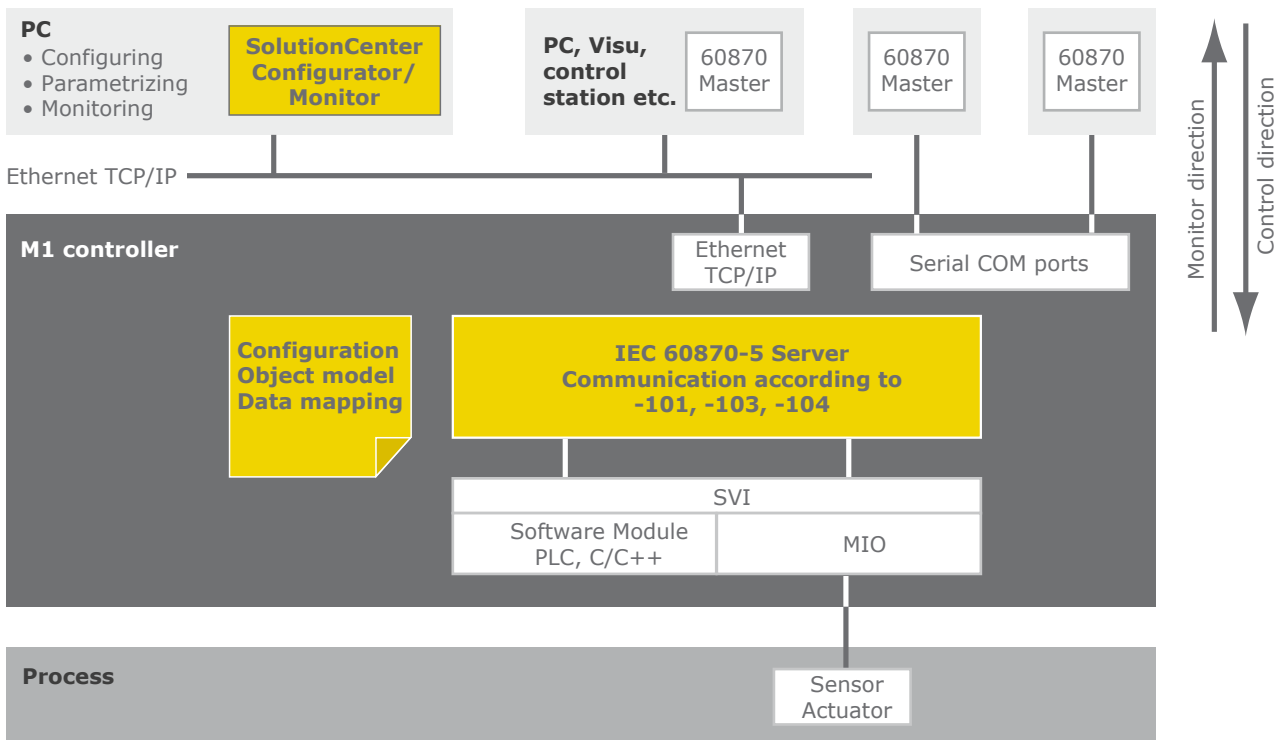 PC
• Configuring
• Parametrizing
• Monitoring
SolutionCenter
Configurator/
Monitor
PC, Visu,
control
station etc.
60870
Master
60870
Master
60870
Master
Monitor direction
Control direction
Ethernet TCP/IP
M1 controller
Ethernet
TCP/IP
Serial COM ports
Configuration
Object model
Data mapping
IEC 60870-5 Server
Communication according to
-101, -103, -104
SVI
Software Module
PLC, C/C++
MIO
Process
Sensor
Actuator